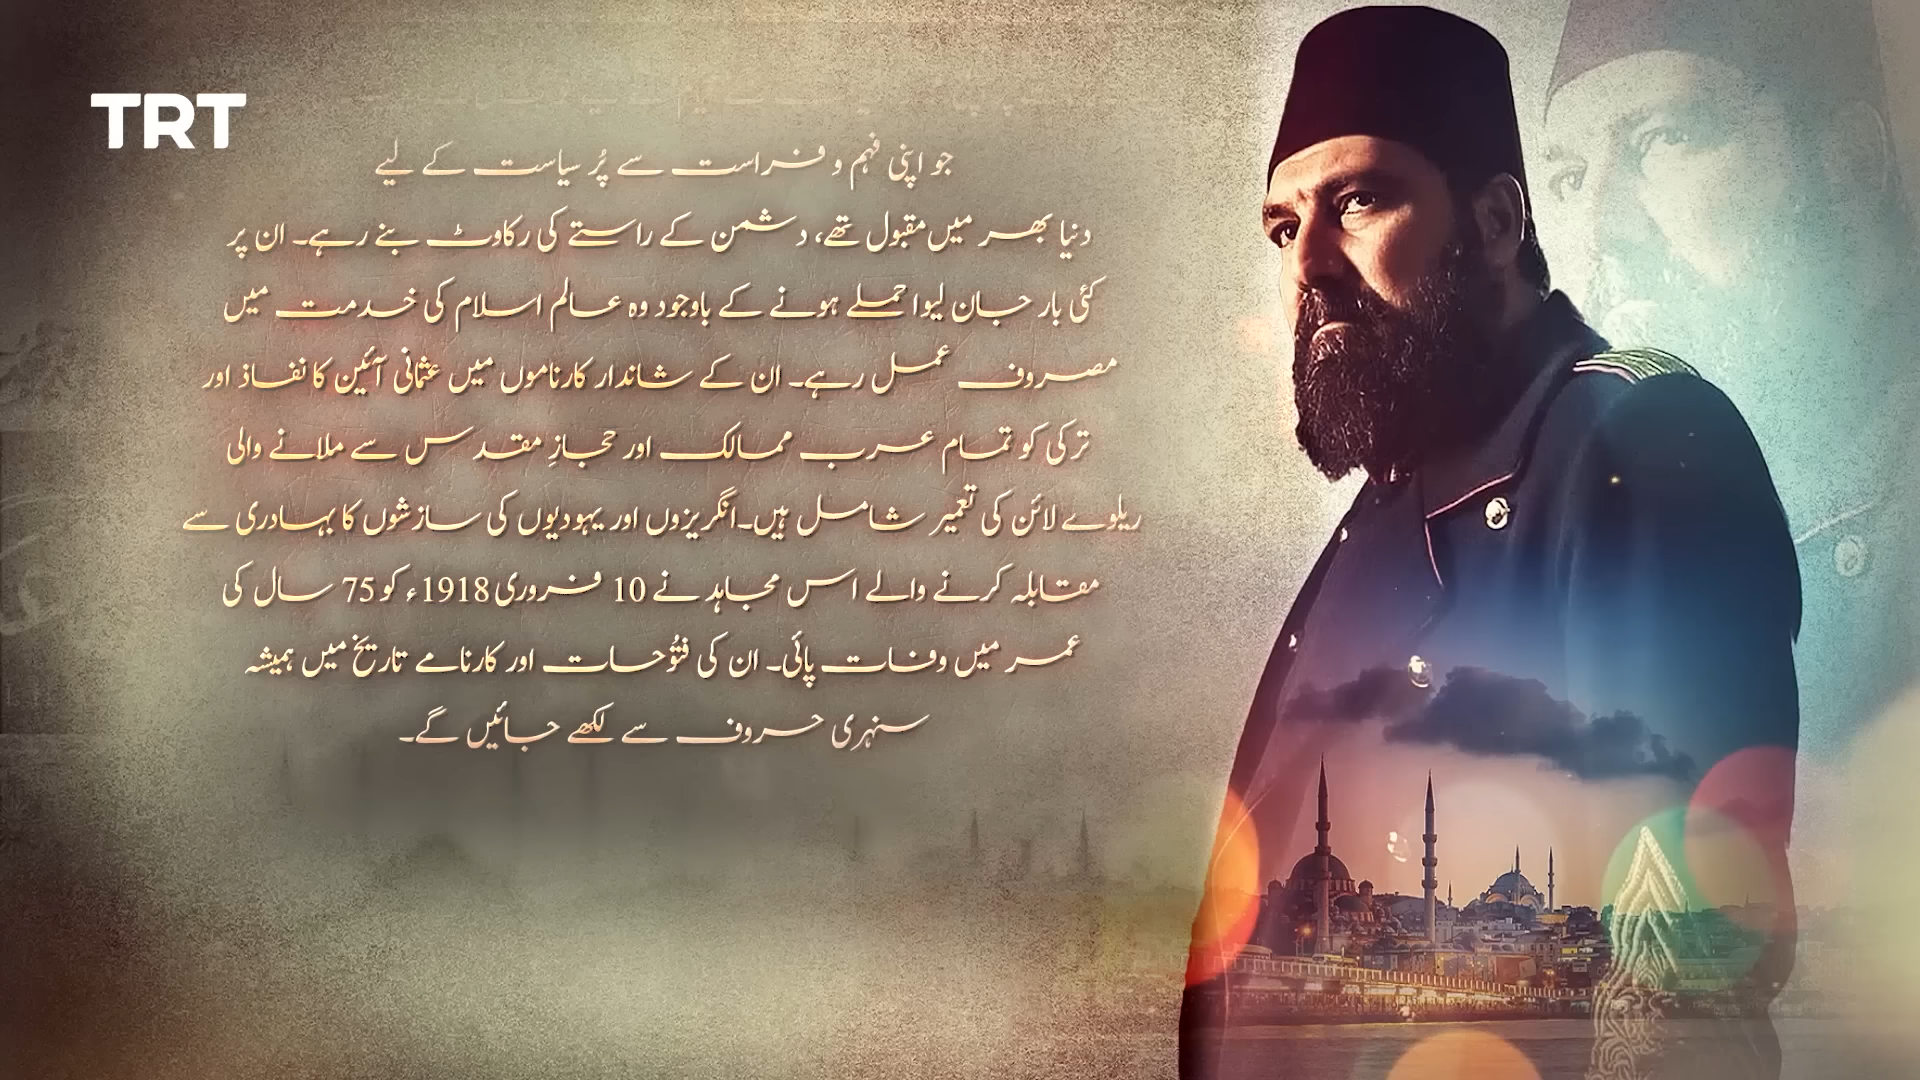 TRT
جو اپنی فہم و فراست سے پُر سیاست کے لیے
دنیا بھر میں مقبول تھے، دشمن کے راستے کی رکاوٹ بنے رہے۔ ان پر
کئی بار جان لیوا حملے ہونے کے باوجود وہ عالم اسلام کی خدمت میں
مصروف عمل رہے۔ ان کے شاندار کارناموں میں عثمانی آئین کا نفاذ اور
ترکی کو تمام عرب ممالک اور حجازِ مقدس سے ملانے والی
ریلوے لائن کی تعمیر شامل ہیں۔انگریزوں اور یہودیوں کی سازشوں کا بہادری سے
مقابلہ کرنے والے اس مجاہد نے 10 فروری 1918ء کو 75 سال کی
عمر میں وفات پائی۔ ان کی فتُوحات اور کارنامے تاریخ میں ہمیشہ
سنہری حروف سے لکھے جائیں گے۔